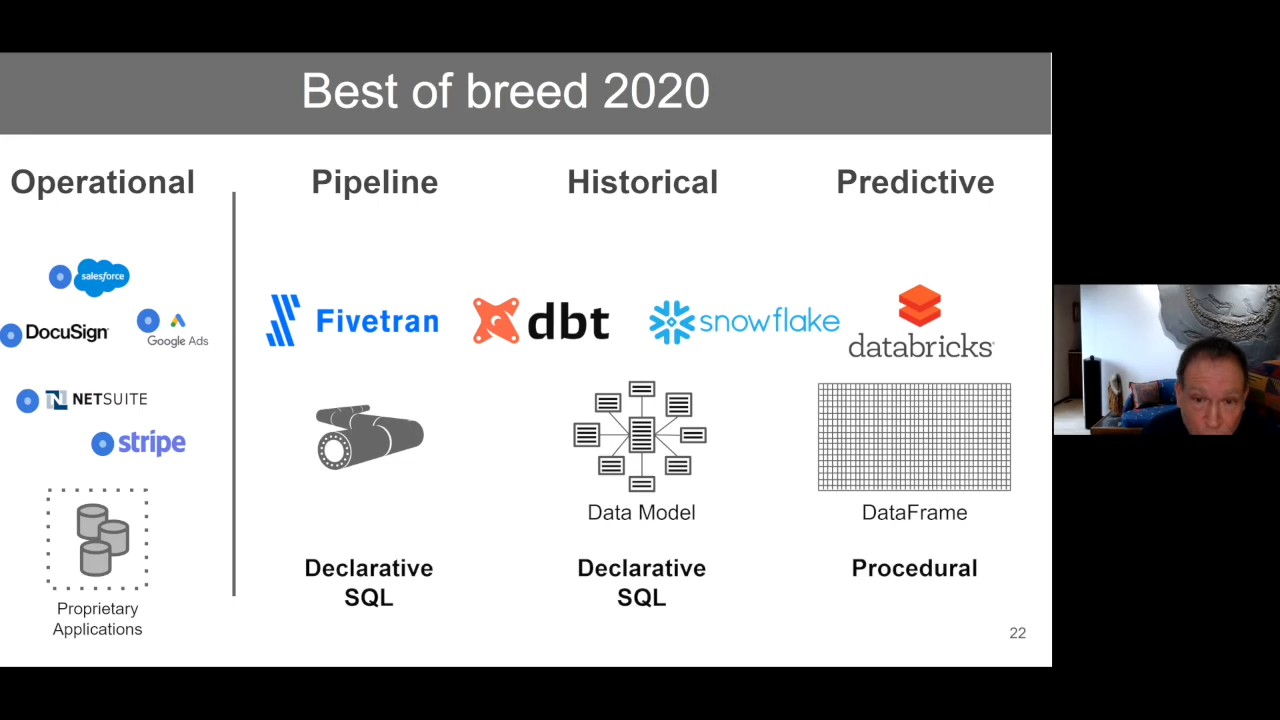 Best of breed 2020
Operational
Pipeline
Historical
Predictive
salesforce
DocuSign
Google Ads
NETSUITE
stripe
Proprietary
Applications
Fivetran
dbt
snowflake
databricks
Data Model
DataFrame
Declarative
SQL
Declarative
SQL
Procedural
22